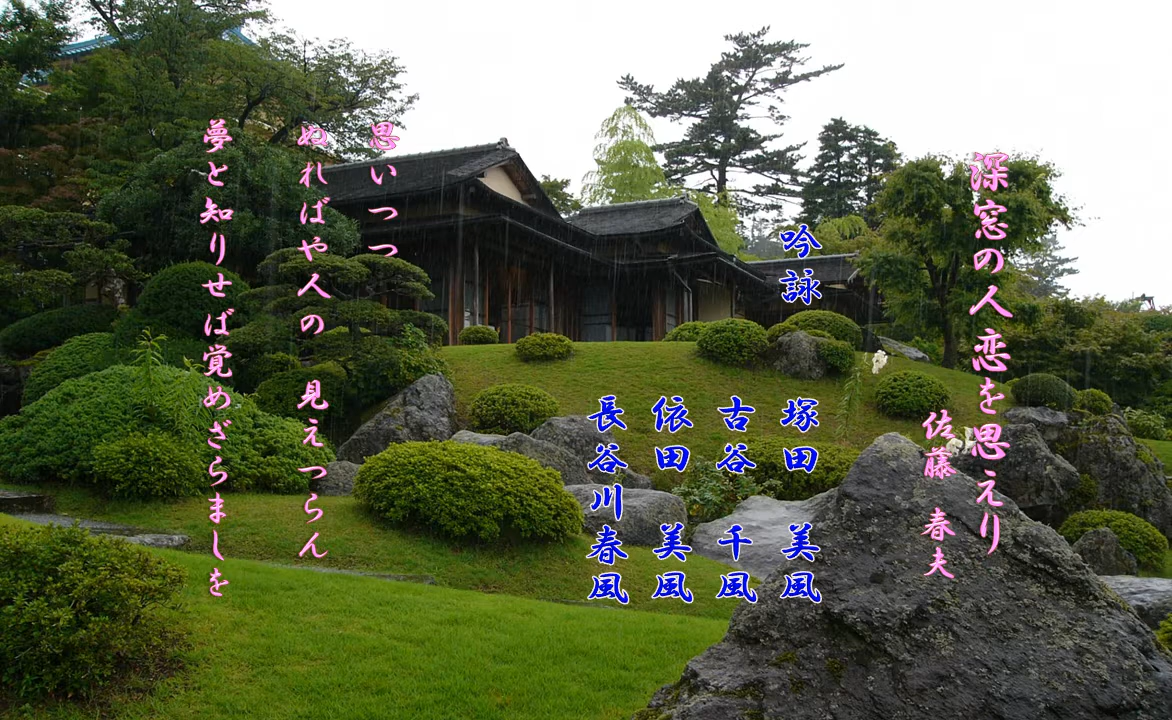 深窓の人恋を思えり
佐藤 春夫
吟詠
塚田 美風
古谷 千風
依田 美風
長谷川春風
思いつつ
ぬればや人の 見えつらん
夢と知りせば覚めざらましを